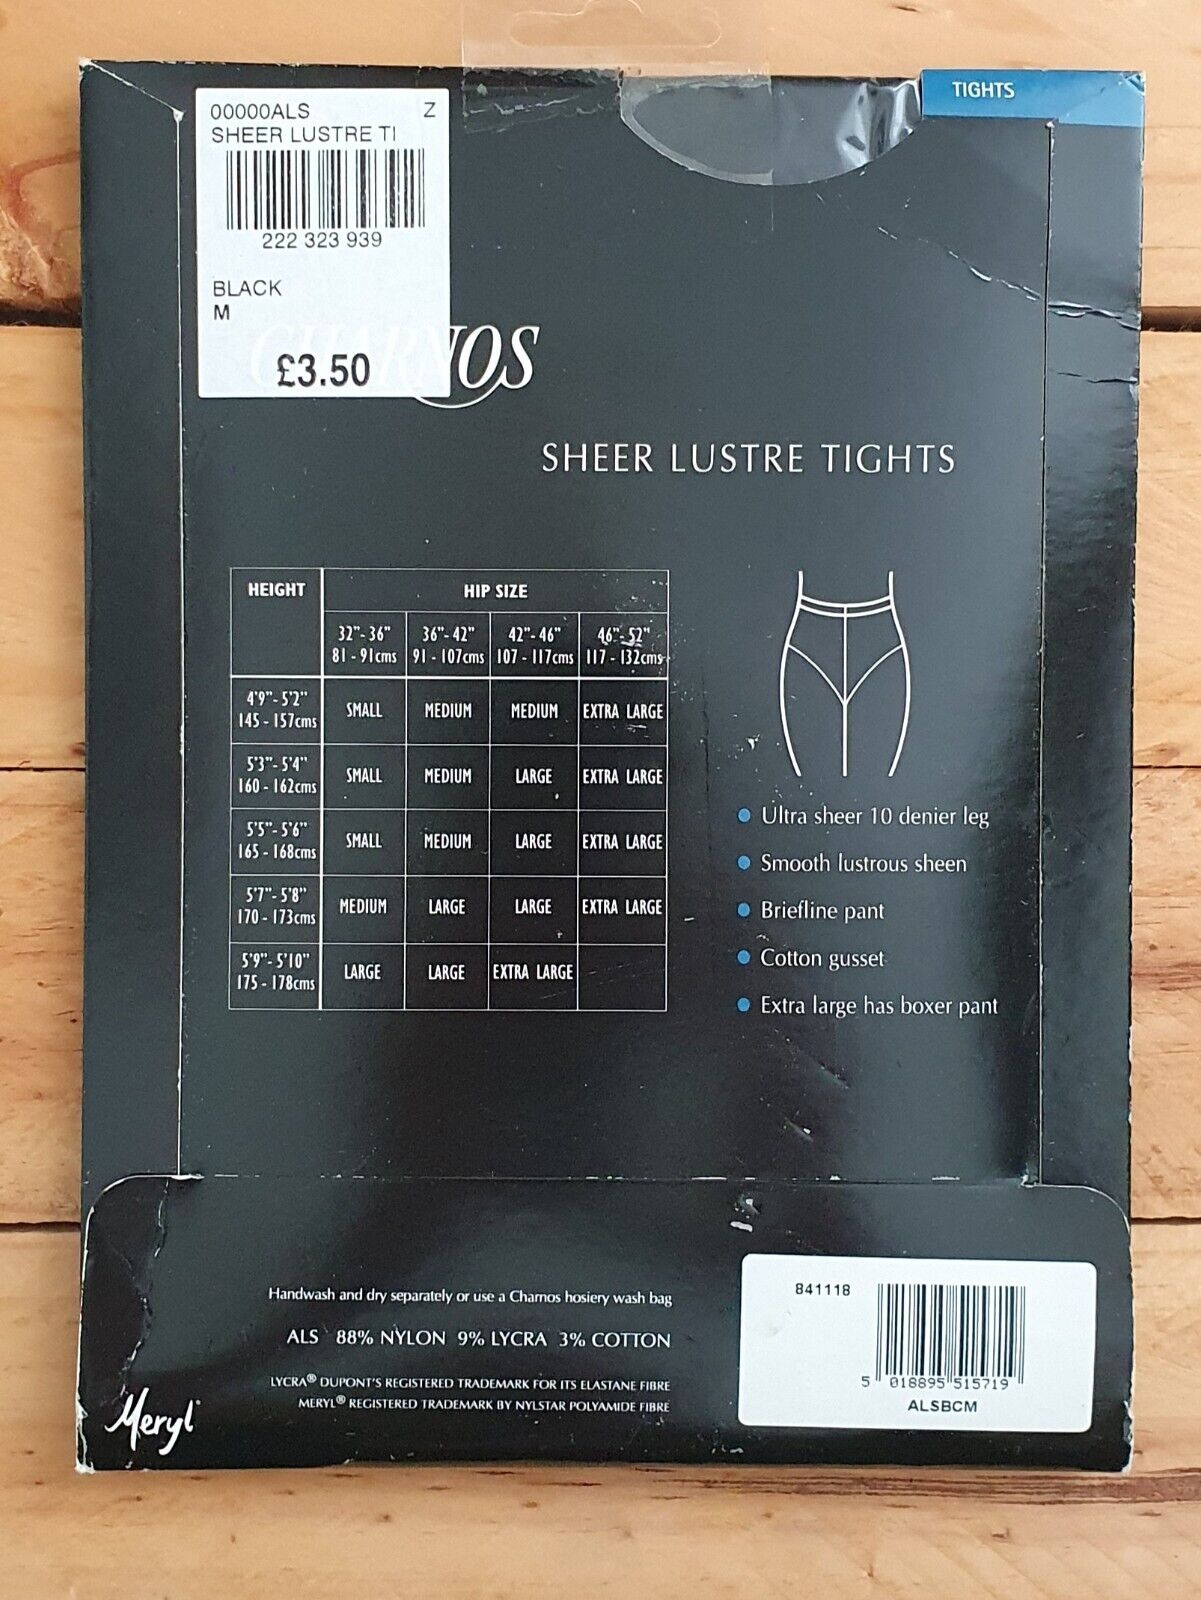 TIGHTS
00000ALS Z
SHEER LUSTRE TI
222 323 939
BLACK
M
£3.50
CHARNOS
SHEER LUSTRE TIGHTS
HEIGHT HIP SIZE
32"- 36" 36"- 42" 42"- 46" 46"- 52"
81 - 91cms 91 - 107cms 107 - 117cms 117 - 132cms
4'9"- 5'2"
145 - 157cms SMALL MEDIUM MEDIUM EXTRA LARGE
5'3"- 5'4"
160 - 162cms SMALL MEDIUM LARGE EXTRA LARGE
5'5"- 5'6"
165 - 168cms SMALL MEDIUM LARGE EXTRA LARGE
5'7"- 5'8"
170 - 173cms MEDIUM LARGE LARGE EXTRA LARGE
5'9"- 5'10"
175 - 178cms LARGE LARGE EXTRA LARGE
Ultra sheer 10 denier leg
Smooth lustrous sheen
Briefline pant
Cotton gusset
Extra large has boxer pant
Handwash and dry separately or use a Charnos hosiery wash bag
ALS 88% NYLON 9% LYCRA 3% COTTON
LYCRA® DUPONT'S REGISTERED TRADEMARK FOR ITS ELASTANE FIBRE
MERYL® REGISTERED TRADEMARK BY NYLSTAR POLYAMIDE FIBRE
Meryl®
841118
5 018895 515719
ALSBCM